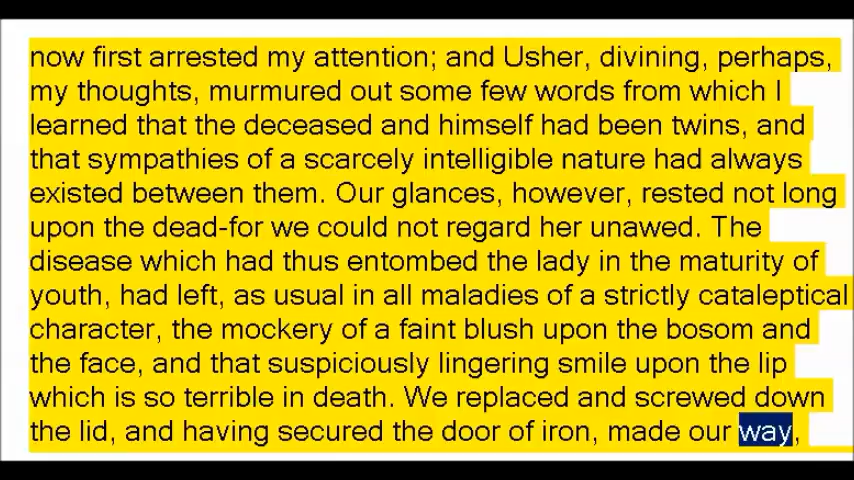 now first arrested my attention; and Usher, divining, perhaps,
my thoughts, murmured out some few words from which I
learned that the deceased and himself had been twins, and
that sympathies of a scarcely intelligible nature had always
existed between them. Our glances, however, rested not long
upon the dead-for we could not regard her unawed. The
disease which had thus entombed the lady in the maturity of
youth, had left, as usual in all maladies of a strictly cataleptical
character, the mockery of a faint blush upon the bosom and
the face, and that suspiciously lingering smile upon the lip
which is so terrible in death. We replaced and screwed down
the lid, and having secured the door of iron, made our way,